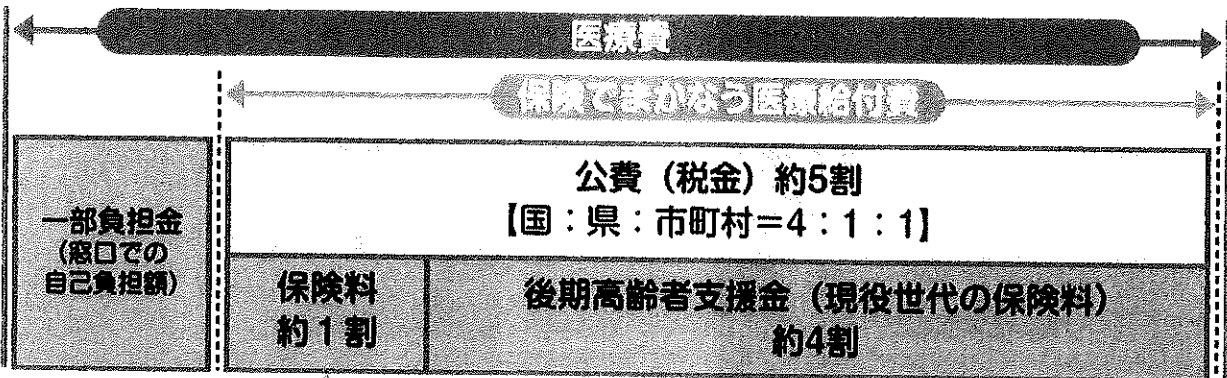 医療費
保険でまかなう医療給付費
一部負担金
(窓口での
自己負担額)
公費（税金）約5割
【国：県：市町村＝4：1：1】
保険料
約1割
後期高齢者支援金（現役世代の保険料）
約4割